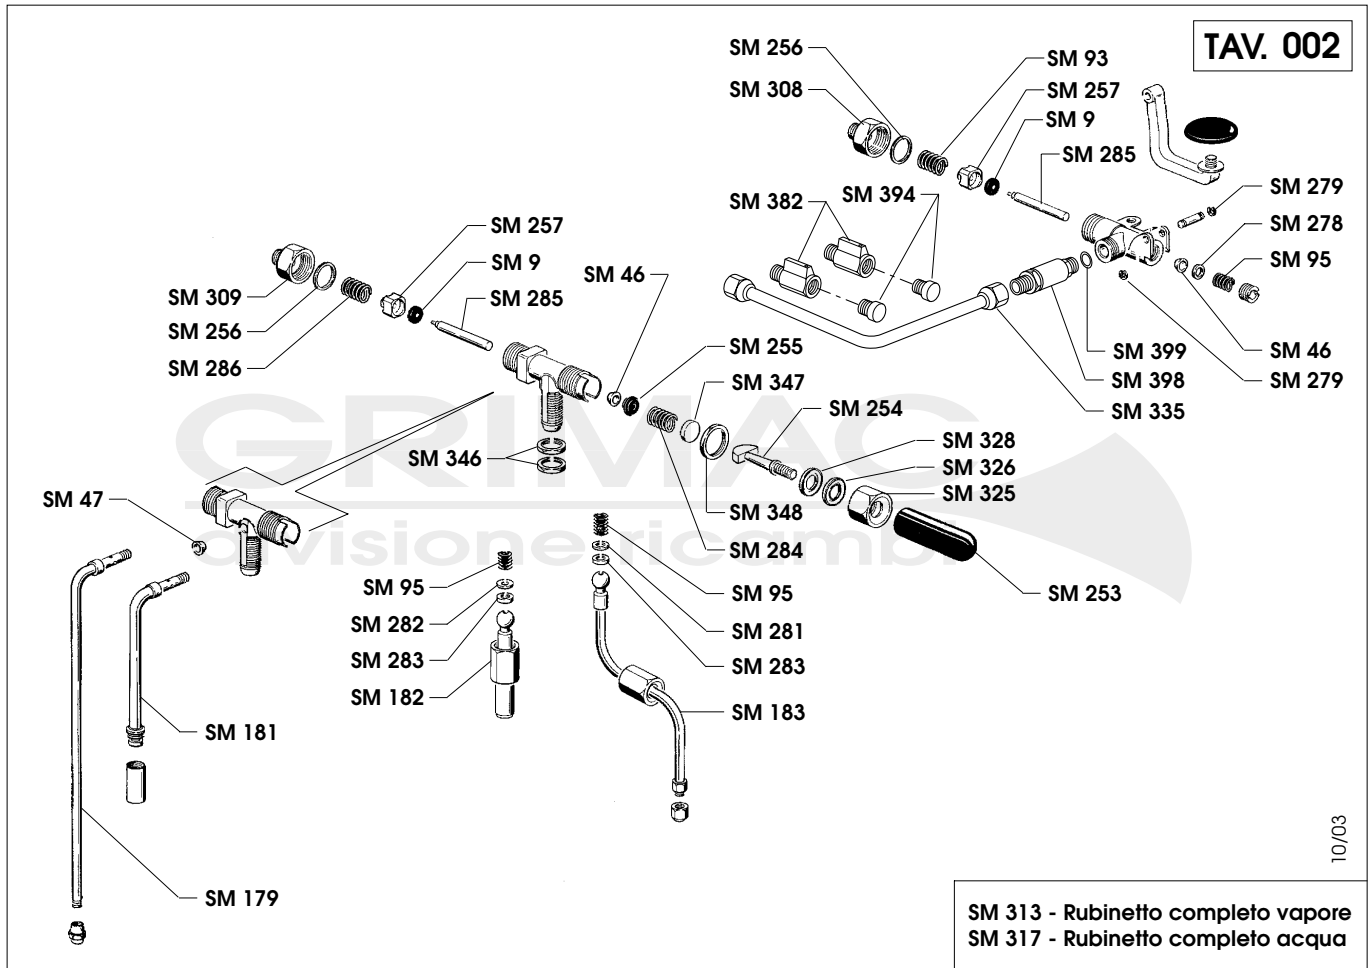 TAV. 002
SM 256
SM 308
SM 93
SM 257
SM 9
SM 285
SM 382
SM 394
SM 279
SM 278
SM 95
SM 257
SM 9
SM 285
SM 46
SM 309
SM 256
SM 286
SM 255
SM 347
SM 254
SM 399
SM 398
SM 335
SM 46
SM 279
SM 346
SM 328
SM 326
SM 325
SM 348
SM 284
SM 47
GRIMAC
divisione ricambi
SM 95
SM 282
SM 283
SM 182
SM 95
SM 281
SM 283
SM 183
SM 253
SM 181
SM 179
10/03
SM 313 - Rubinetto completo vapore
SM 317 - Rubinetto completo acqua